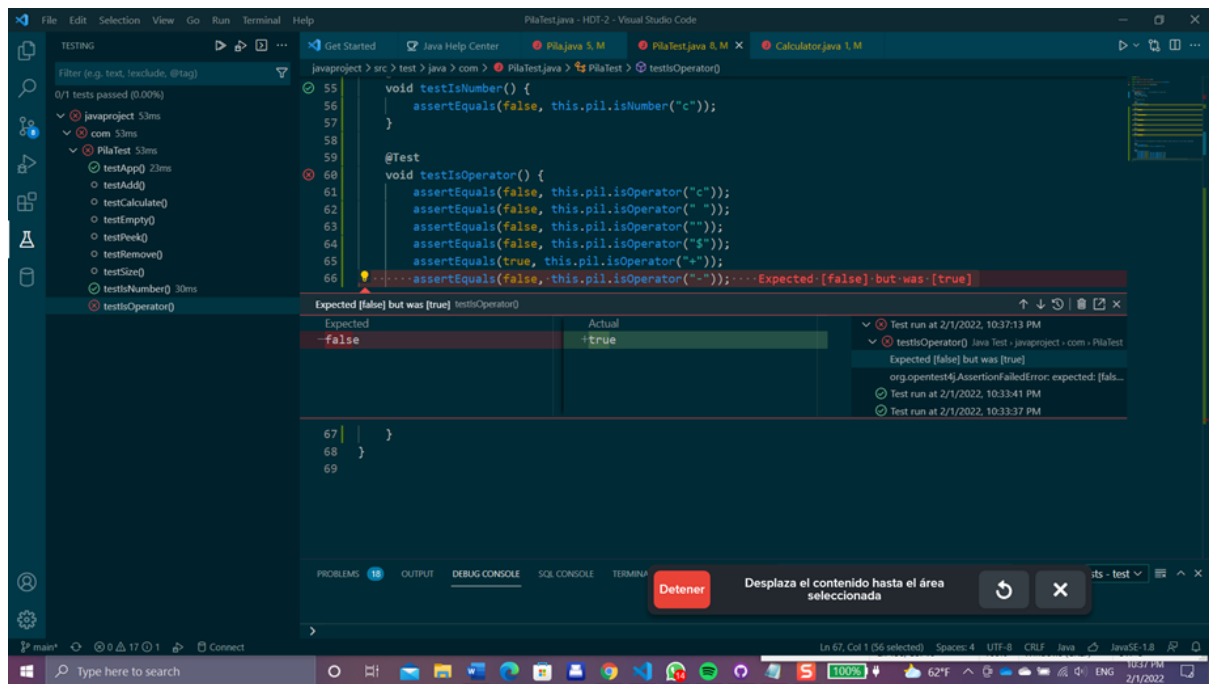 File Edit Selection View Go Run Terminal Help PilaTest.java - HDT-2 - Visual Studio Code
TESTING
Get Started Java Help Center Pila.java 5, M PilaTest.java 8, M Calculator.java 1, M
Filter (e.g. text, !exclude, @tag)
javaproject > src > test > java > com > PilaTest.java > PilaTest > testIsOperator()
0/1 tests passed (0.00%)
javaproject 53ms
com 53ms
PilaTest 53ms
testApp() 23ms
testAdd()
testCalculate()
testEmpty()
testPeek()
testRemove()
testSize()
testIsNumber() 30ms
testIsOperator()
55 void testIsNumber() {
56 assertEquals(false, this.pil.isNumber("c"));
57 }
58
59 @Test
60 void testIsOperator() {
61 assertEquals(false, this.pil.isOperator("c"));
62 assertEquals(false, this.pil.isOperator(" "));
63 assertEquals(false, this.pil.isOperator(""));
64 assertEquals(false, this.pil.isOperator("$"));
65 assertEquals(true, this.pil.isOperator("+"));
66 ······assertEquals(false,·this.pil.isOperator("-"));····Expected·[false]·but·was·[true]
Expected [false] but was [true] testIsOperator()
Expected Actual
−false +true
Test run at 2/1/2022, 10:37:13 PM
testIsOperator() Java Test › javaproject › com › PilaTest
Expected [false] but was [true]
org.opentest4j.AssertionFailedError: expected: [fals...
Test run at 2/1/2022, 10:33:41 PM
Test run at 2/1/2022, 10:33:37 PM
67 }
68 }
69
PROBLEMS 18 OUTPUT DEBUG CONSOLE SQL CONSOLE TERMINA sts - test
Detener Desplaza el contenido hasta el área seleccionada
main* 0 17 1 Connect Ln 67, Col 1 (56 selected) Spaces: 4 UTF-8 CRLF Java JavaSE-1.8
Type here to search 100% 62°F ENG 10:37 PM
2/1/2022